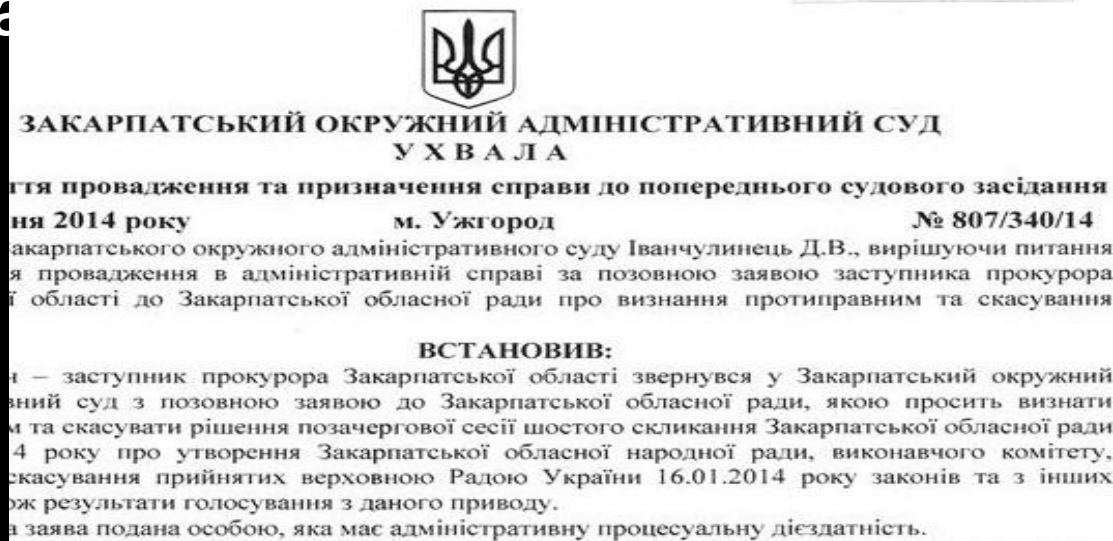 ЗАКАРПАТСЬКИЙ ОКРУЖНИЙ АДМІНІСТРАТИВНИЙ СУД
У Х В А Л А
ття провадження та призначення справи до попереднього судового засідання
ня 2014 року м. Ужгород № 807/340/14
акарпатського окружного адміністративного суду Іванчулинець Д.В., вирішуючи питання
я провадження в адміністративній справі за позовною заявою заступника прокурора
ї області до Закарпатської обласної ради про визнання протиправним та скасування
ВСТАНОВИВ:
– заступник прокурора Закарпатської області звернувся у Закарпатський окружний
вний суд з позовною заявою до Закарпатської обласної ради, якою просить визнати
м та скасувати рішення позачергової сесії шостого скликання Закарпатської обласної ради
4 року про утворення Закарпатської обласної народної ради, виконавчого комітету,
скасування прийнятих верховною Радою України 16.01.2014 року законів та з інших
ож результати голосування з даного приводу.
а заява подана особою, яка має адміністративну процесуальну дієздатність.